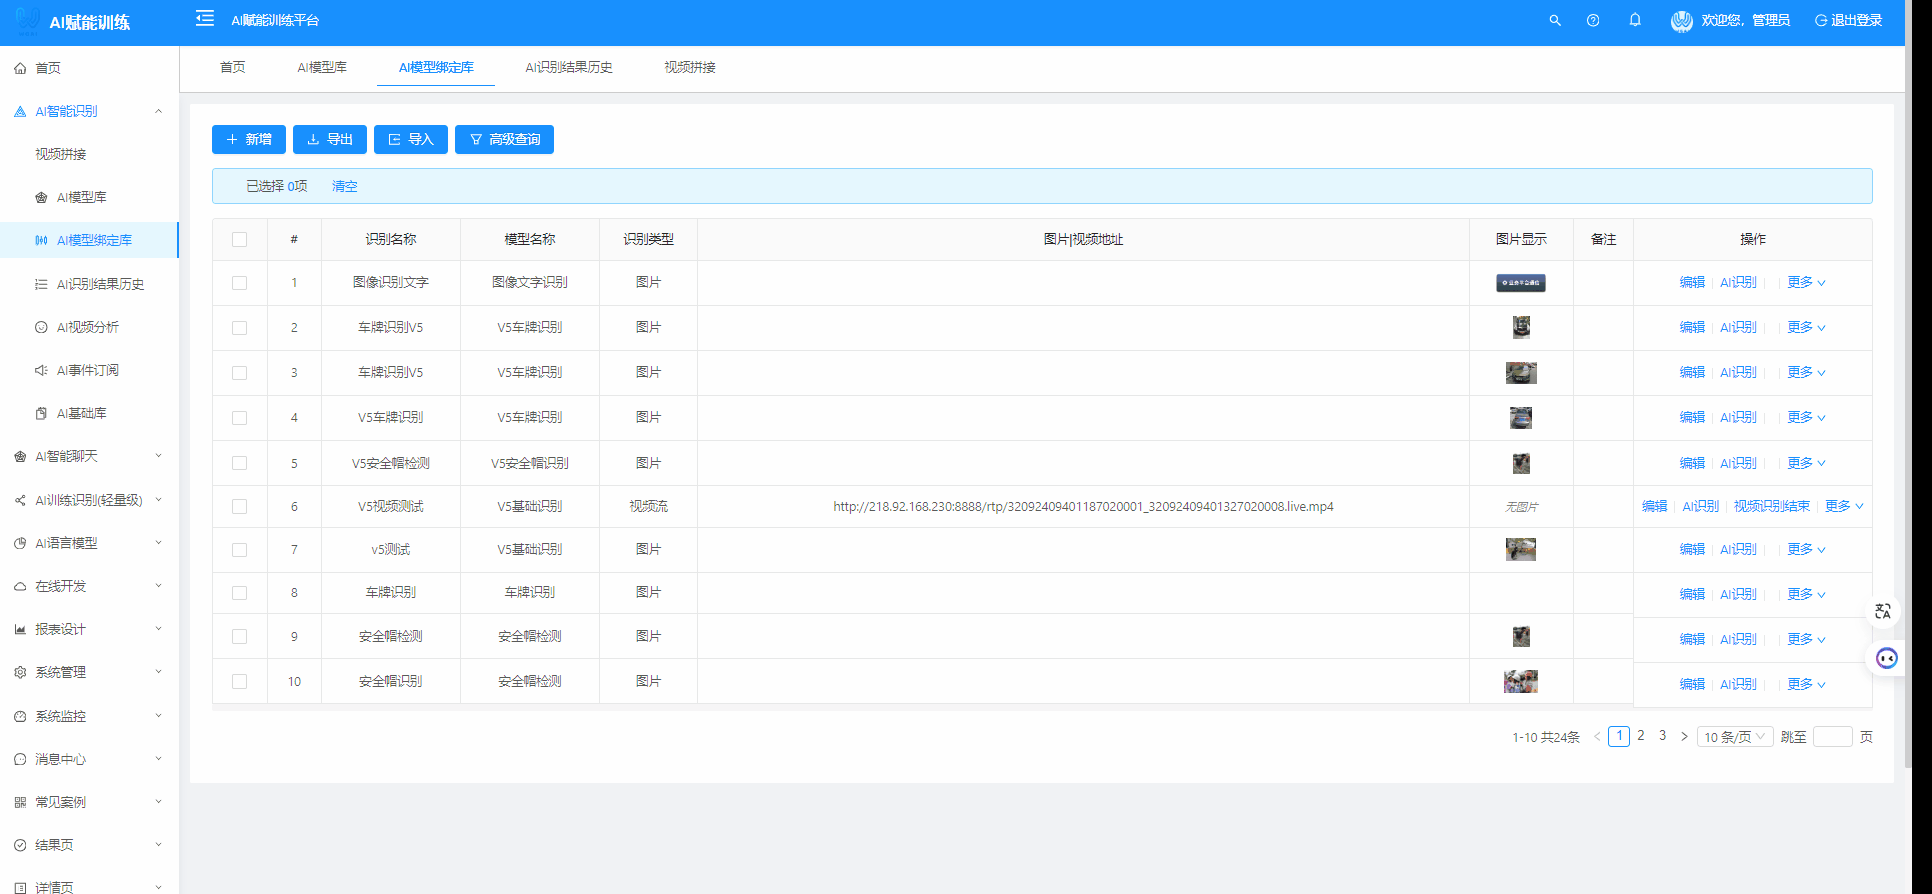 AI赋能训练 AI赋能训练平台 欢迎您，管理员 退出登录
首页 AI模型库 AI模型绑定库 AI识别结果历史 视频拼接
首页
AI智能识别
视频拼接
AI模型库
AI模型绑定库
AI识别结果历史
AI视频分析
AI事件订阅
AI基础库
AI智能聊天
AI训练识别(轻量级)
AI语言模型
在线开发
报表设计
系统管理
系统监控
消息中心
常见案例
结果页
详情页
新增 导出 导入 高级查询
已选择 0项 清空
# 识别名称 模型名称 识别类型 图片|视频地址 图片显示 备注 操作
1 图像识别文字 图像文字识别 图片 编辑 AI识别 更多
2 车牌识别V5 V5车牌识别 图片 编辑 AI识别 更多
3 车牌识别V5 V5车牌识别 图片 编辑 AI识别 更多
4 V5车牌识别 V5车牌识别 图片 编辑 AI识别 更多
5 V5安全帽检测 V5安全帽识别 图片 编辑 AI识别 更多
6 V5视频测试 V5基础识别 视频流 http://218.92.168.230:8888/rtp/32092409401187020001_32092409401327020008.live.mp4 无图片 编辑 AI识别 视频识别结束 更多
7 v5测试 V5基础识别 图片 编辑 AI识别 更多
8 车牌识别 车牌识别 图片 编辑 AI识别 更多
9 安全帽检测 安全帽检测 图片 编辑 AI识别 更多
10 安全帽识别 安全帽检测 图片 编辑 AI识别 更多
1-10 共24条 < 1 2 3 > 10 条/页 跳至 页